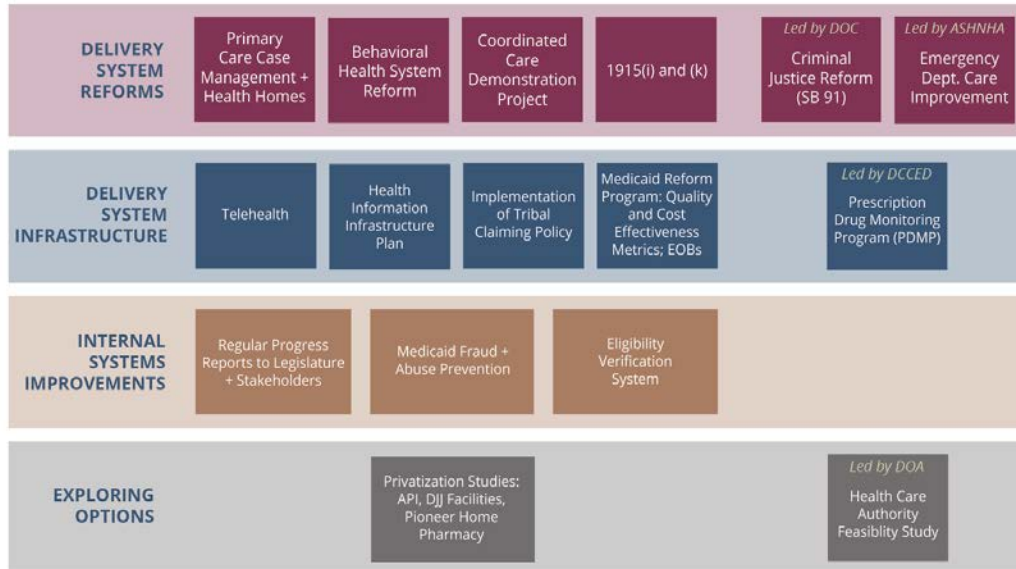 DELIVERY
SYSTEM
REFORMS
Primary
Care Case
Management +
Health Homes
Behavioral
Health System
Reform
Coordinated
Care
Demonstration
Project
1915(i) and (k)
Led by DOC
Criminal
Justice Reform
(SB 91)
Led by ASHNHA
Emergency
Dept. Care
Improvement
DELIVERY
SYSTEM
INFRASTRUCTURE
Telehealth
Health
Information
Infrastructure
Plan
Implementation
of Tribal
Claiming Policy
Medicaid Reform
Program: Quality
and Cost
Effectiveness
Metrics; EOBs
Led by DCCED
Prescription
Drug Monitoring
Program (PDMP)
INTERNAL
SYSTEMS
IMPROVEMENTS
Regular Progress
Reports to Legislature
+ Stakeholders
Medicaid Fraud +
Abuse Prevention
Eligibility
Verification
System
EXPLORING
OPTIONS
Privatization Studies:
API, DJJ Facilities,
Pioneer Home
Pharmacy
Led by DOA
Health Care
Authority
Feasiblity Study